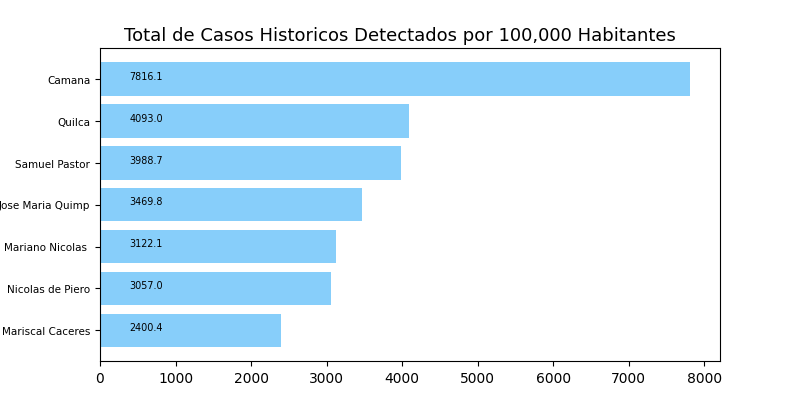 Total de Casos Historicos Detectados por 100,000 Habitantes
Camana 7816.1
Quilca 4093.0
Samuel Pastor 3988.7
Jose Maria Quimp 3469.8
Mariano Nicolas 3122.1
Nicolas de Piero 3057.0
Mariscal Caceres 2400.4
0 1000 2000 3000 4000 5000 6000 7000 8000